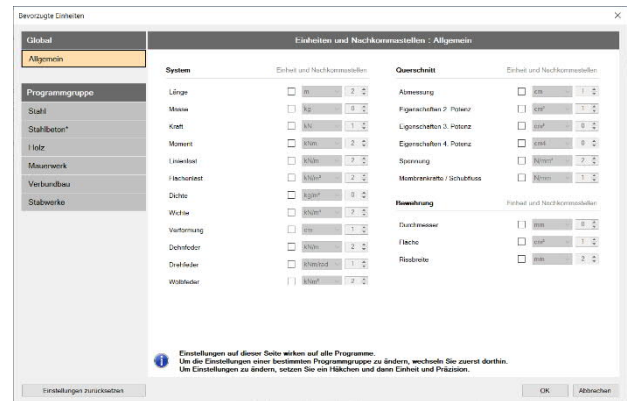 Bevorzugte Einheiten
Global
Allgemein
Programmgruppe
Stahl
Stahlbeton*
Holz
Mauerwerk
Verbundbau
Stabwerke
Einstellungen zurücksetzen
Einheiten und Nachkommastellen : Allgemein
System Einheit und Nachkommastellen
Länge m 2
Masse kg 0
Kraft kN 1
Moment kNm 2
Linienlast kN/m 2
Flächenlast kN/m² 2
Dichte kg/m³ 0
Wichte kN/m³ 2
Verformung cm 1
Dehnfeder kN/m 2
Drehfeder kNm/rad 1
Wölbfeder kNm³ 2
Querschnitt Einheit und Nachkommastellen
Abmessung cm 1
Eigenschaften 2. Potenz cm² 1
Eigenschaften 3. Potenz cm³ 0
Eigenschaften 4. Potenz cm4 0
Spannung N/mm² 2
Membrankräfte / Schubfluss N/mm 1
Bewehrung Einheit und Nachkommastellen
Durchmesser mm 0
Fläche cm² 1
Rissbreite mm 2
Einstellungen auf dieser Seite wirken auf alle Programme.
Um die Einstellungen einer bestimmten Programmgruppe zu ändern, wechseln Sie zuerst dorthin.
Um Einstellungen zu ändern, setzen Sie ein Häkchen und dann Einheit und Präzision.
OK Abbrechen